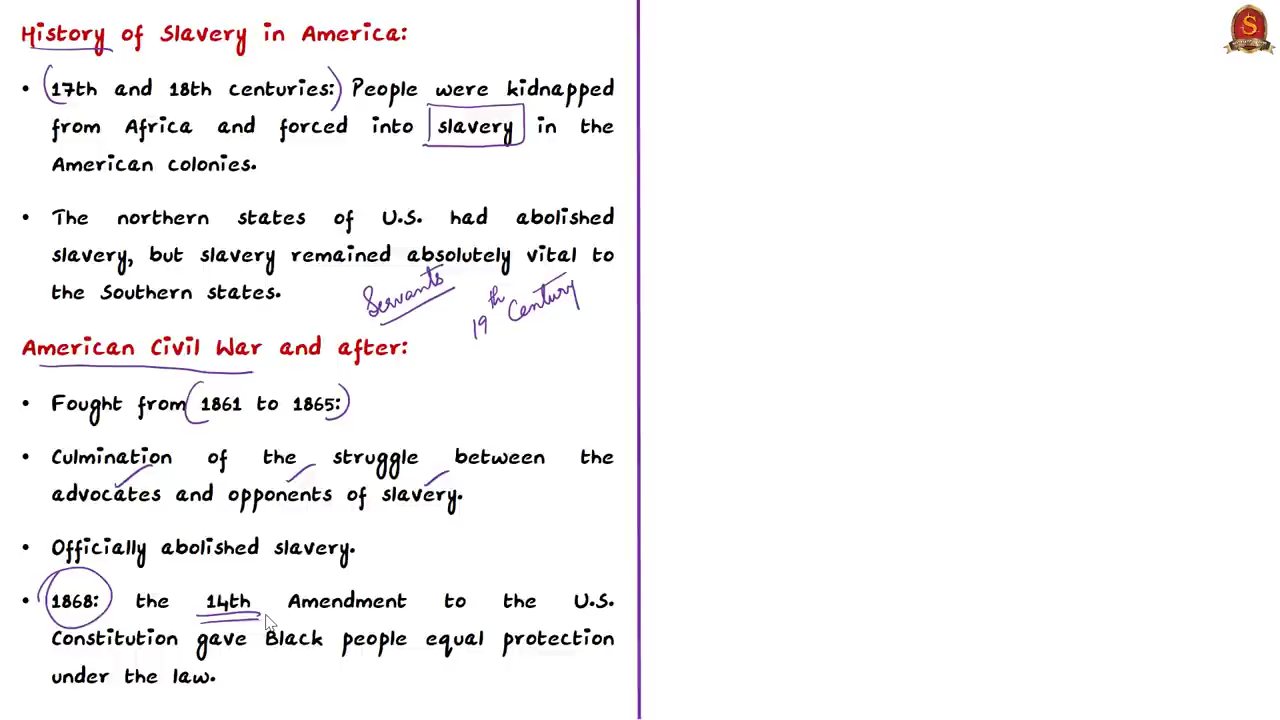 History of Slavery in America:
• 17th and 18th centuries: People were kidnapped
from Africa and forced into slavery in the
American colonies.
• The northern states of U.S. had abolished
slavery, but slavery remained absolutely vital to
the Southern states.
Servants
19th Century
American Civil War and after:
• Fought from 1861 to 1865:
• Culmination of the struggle between the
advocates and opponents of slavery.
• Officially abolished slavery.
• 1868: the 14th Amendment to the U.S.
Constitution gave Black people equal protection
under the law.
S